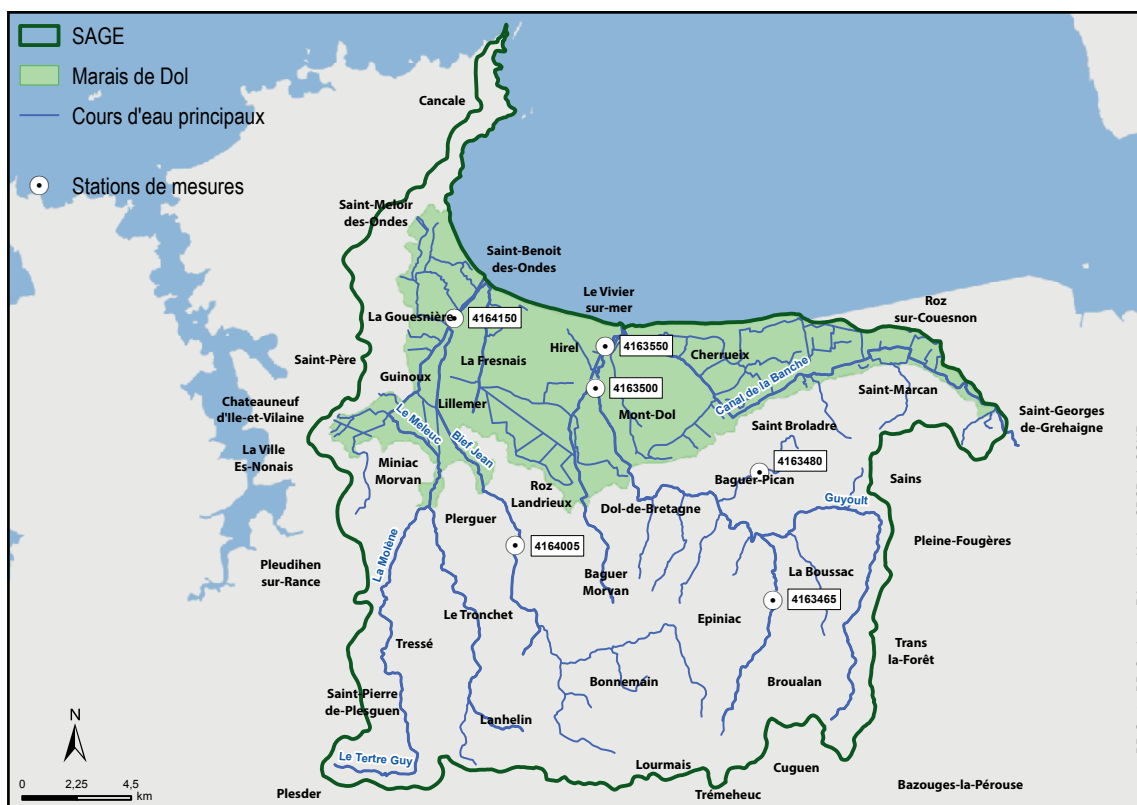 SAGE
Marais de Dol
Cours d'eau principaux
Stations de mesures
Cancale
Saint-Meloir
des-Ondes
Saint-Benoit
des-Ondes
Le Vivier
sur-mer
Roz
sur-Couesnon
La Gouesnière
4164150
4163550
Saint-Père
La Fresnais
Hirel
Cherrueix
Guinoux
4163500
Saint-Marcan
Chateauneuf
d'Ile-et-Vilaine
Lillemer
Le Meleuc
Mont-Dol
Canal de la Banche
Saint-Georges
de-Grehaigne
Saint Broladre
La Ville
Es-Nonais
Bief Jean
Miniac
Morvan
4163480
Baguer-Pican
Sains
Roz
Landrieux
Guyoult
Dol-de-Bretagne
Plerguer
Pleine-Fougères
4164005
La Molène
Pleudihen
sur-Rance
Baguer
Morvan
La Boussac
4163465
Le Tronchet
Epiniac
Tressé
Trans
la-Forêt
Bonnemain
Broualan
Saint-Pierre
de-Plesguen
Lanhelin
N
Le Tertre Guy
Lourmais
Cuguen
0 2,25 4,5
km
Plesder
Trémeheuc
Bazouges-la-Pérouse